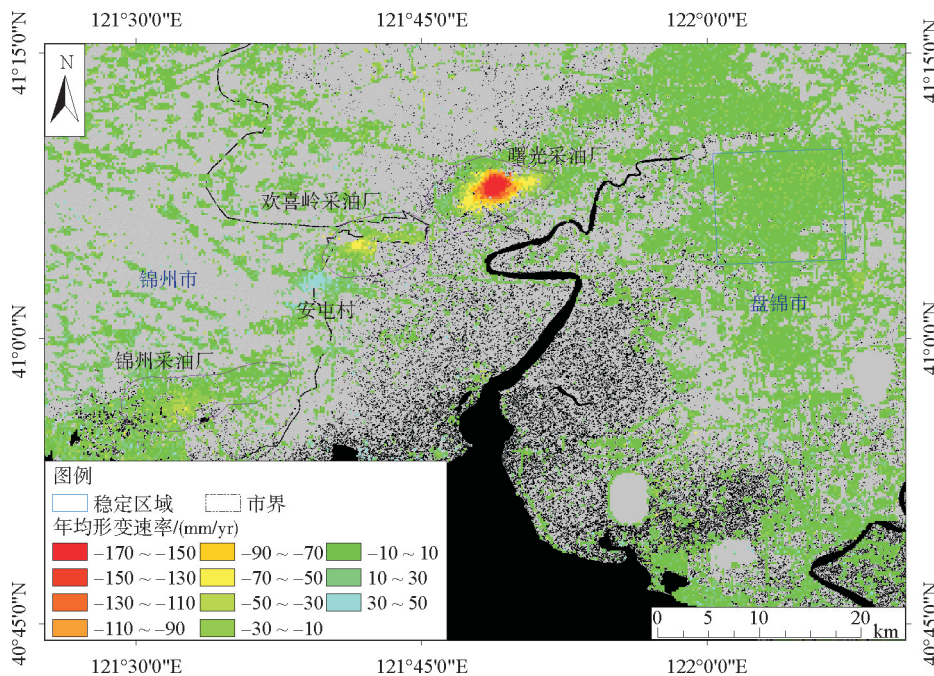 121°30′0″E 121°45′0″E 122°0′0″E
41°15′0″N 41°15′0″N
N
曙光采油厂
欢喜岭采油厂
锦州市
安屯村
盘锦市
41°0′0″N 41°0′0″N
锦州采油厂
图例
稳定区域 市界
年均形变速率/(mm/yr)
–170 ~ –150 –90 ~ –70 –10 ~ 10
–150 ~ –130 –70 ~ –50 10 ~ 30
–130 ~ –110 –50 ~ –30 30 ~ 50
–110 ~ –90 –30 ~ –10
0 5 10 20
km
40°45′0″N 40°45′0″N
121°30′0″E 121°45′0″E 122°0′0″E